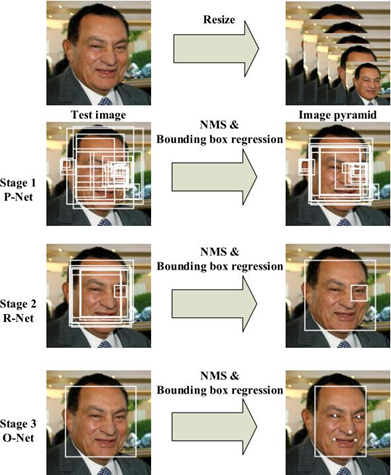 Resize
Test image
Image pyramid
NMS &
Bounding box regression
Stage 1
P-Net
NMS &
Bounding box regression
Stage 2
R-Net
NMS &
Bounding box regression
Stage 3
O-Net